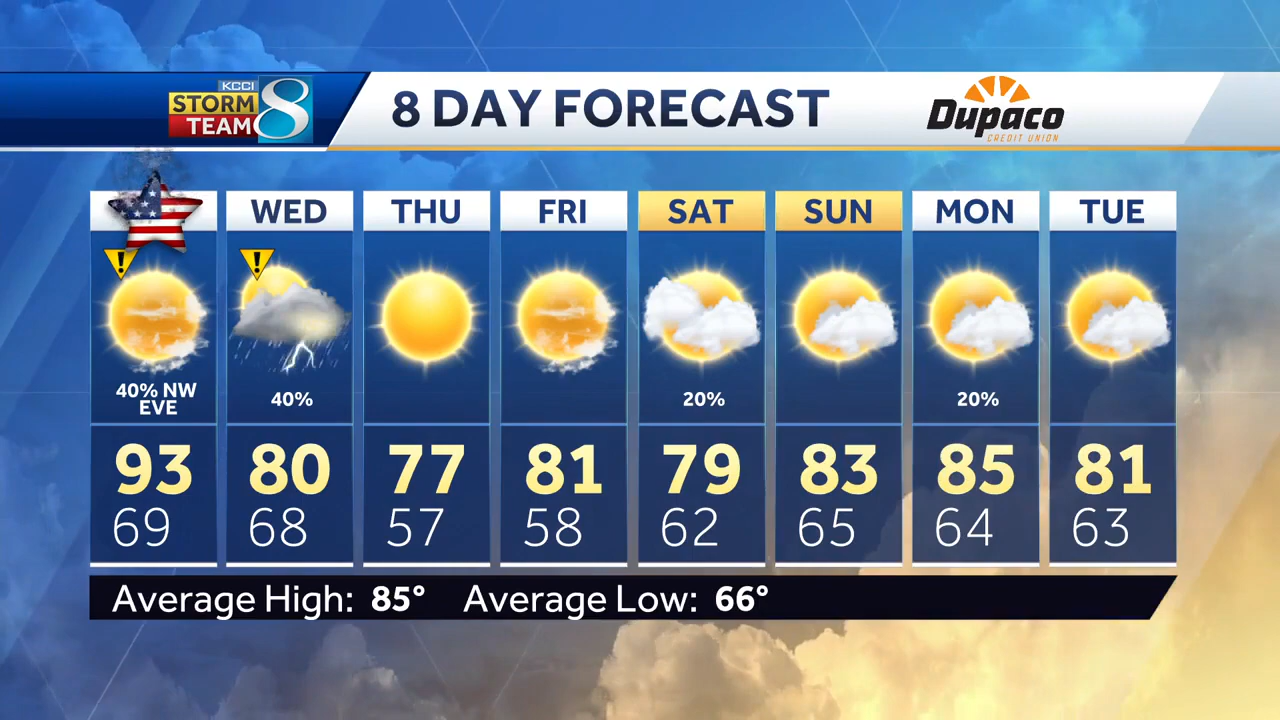 KCCI
STORM
TEAM 8
8 DAY FORECAST
Dupaco
CREDIT UNION
WED THU FRI SAT SUN MON TUE
! !
40% NW
EVE
40% 20% 20%
93 80 77 81 79 83 85 81
69 68 57 58 62 65 64 63
Average High: 85° Average Low: 66°